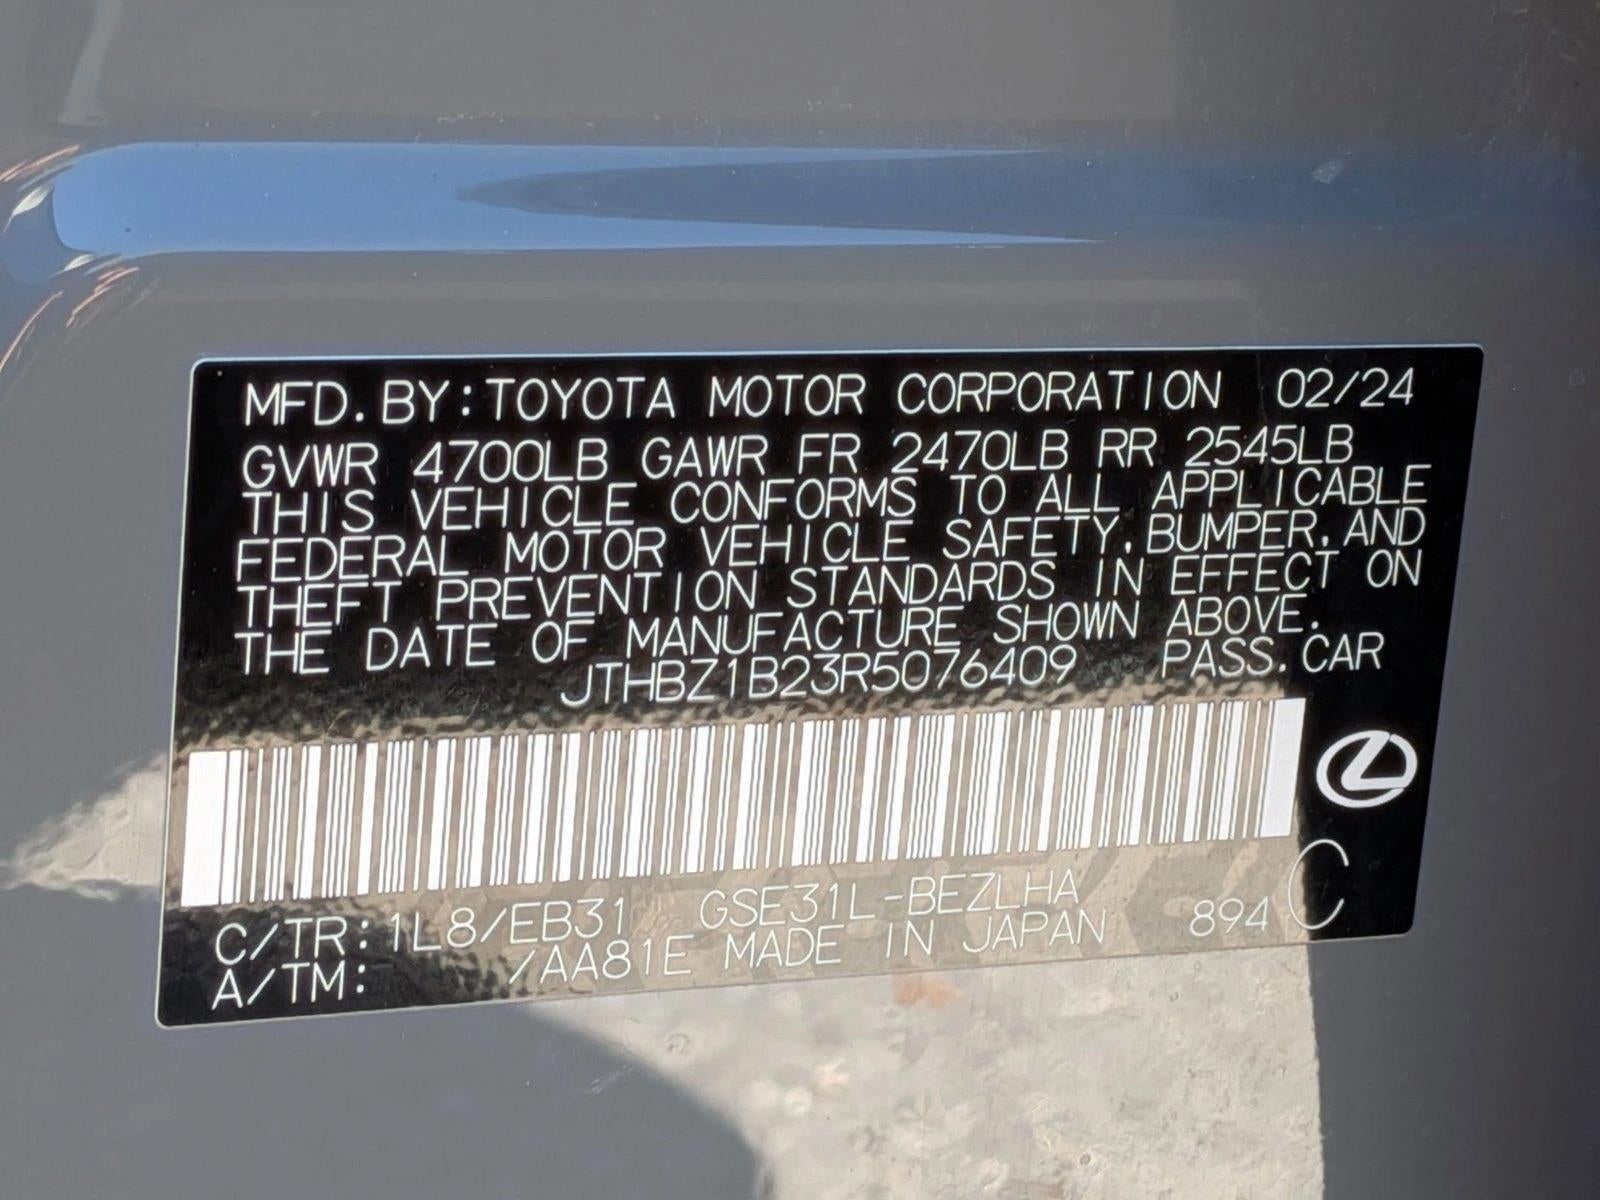 MFD. BY: TOYOTA MOTOR CORPORATION 02/24
GVWR 4700LB GAWR FR 2470LB RR 2545LB
THIS VEHICLE CONFORMS TO ALL APPLICABLE
FEDERAL MOTOR VEHICLE SAFETY, BUMPER, AND
THEFT PREVENTION STANDARDS IN EFFECT ON
THE DATE OF MANUFACTURE SHOWN ABOVE.
JTHBZ1B23R5076409 PASS. CAR
C/TR: 1L8/EB31 GSE31L-BEZLHA
A/TM: /AA81E MADE IN JAPAN 894 C